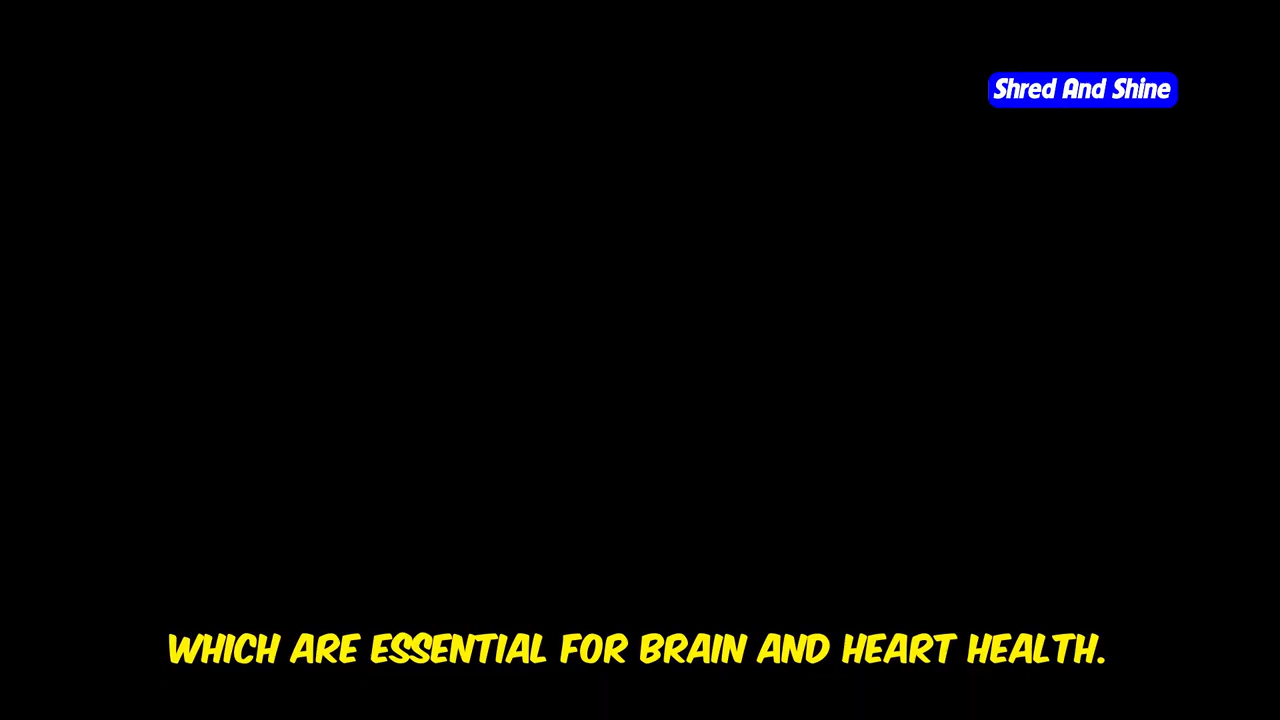 Shred And Shine
WHICH ARE ESSENTIAL FOR BRAIN AND HEART HEALTH.